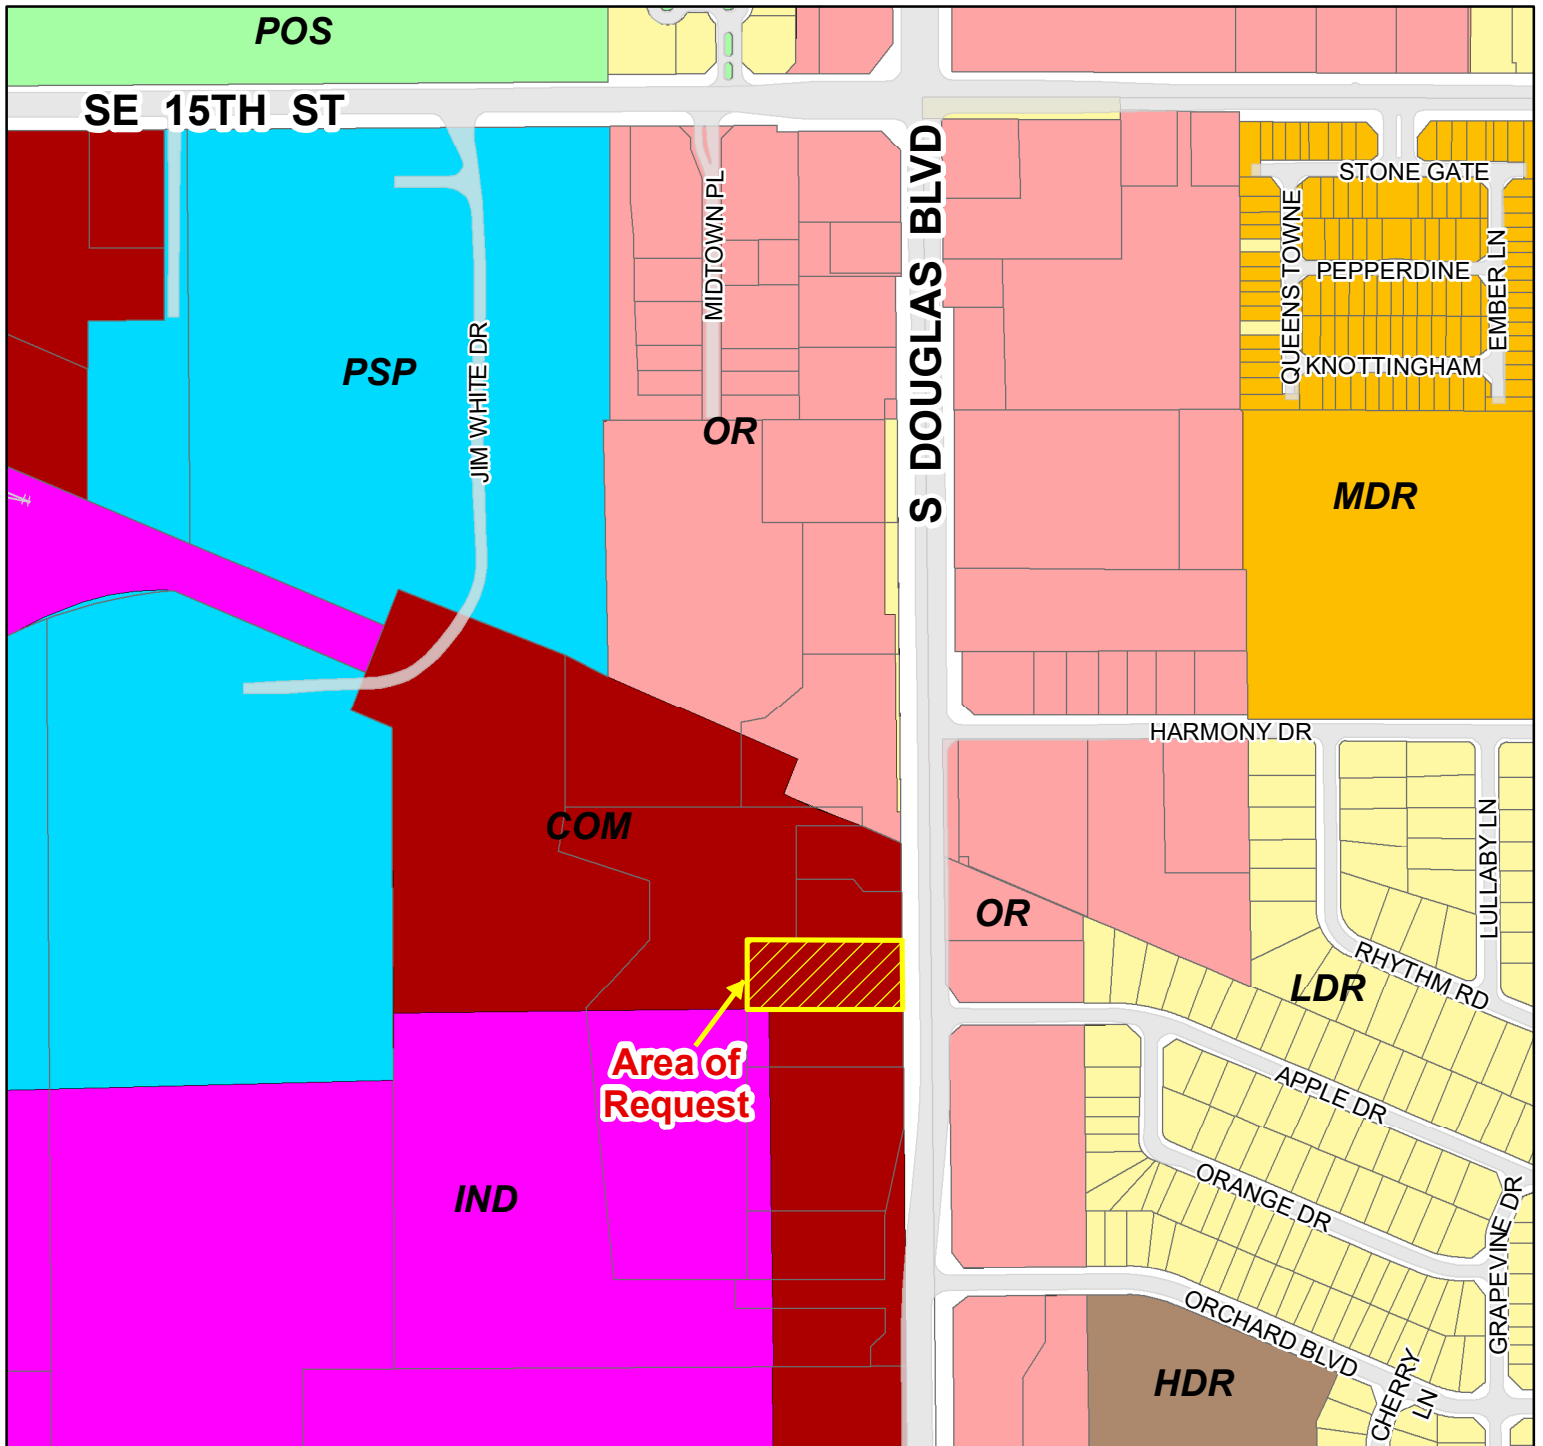 POS
SE 15TH ST
STONE GATE
MIDTOWN PL
S DOUGLAS BLVD
QUEENS TOWNE
PEPPERDINE
EMBER LN
KNOTTINGHAM
PSP
JIM WHITE DR
OR
MDR
HARMONY DR
COM
LULLABY LN
OR
RHYTHM RD
LDR
Area of
Request
APPLE DR
IND
ORANGE DR
GRAPEVINE DR
ORCHARD BLVD
HDR
CHERRY
LN